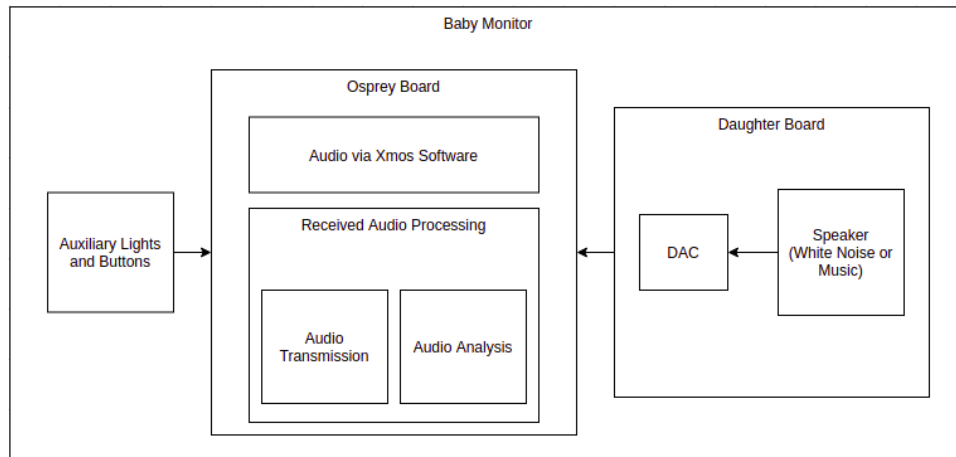 Baby Monitor
Osprey Board
Audio via Xmos Software
Received Audio Processing
Audio
Transmission
Audio Analysis
Auxiliary Lights
and Buttons
Daughter Board
DAC
Speaker
(White Noise or
Music)